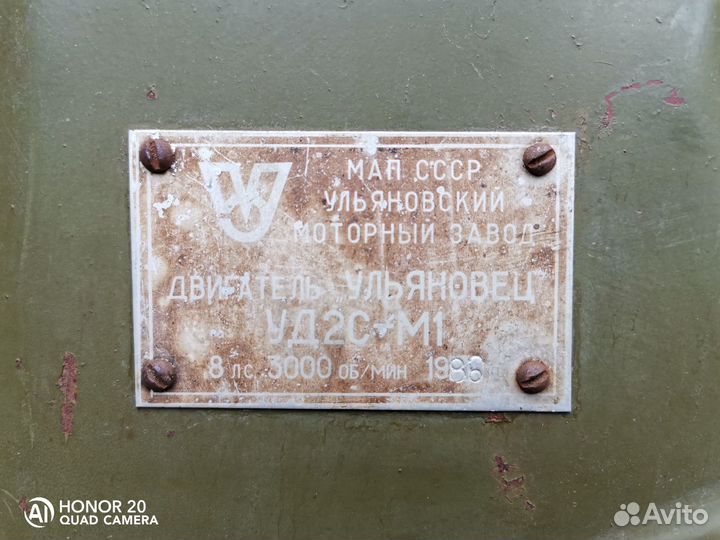 МАП СССР
УЛЬЯНОВСКИЙ
МОТОРНЫЙ ЗАВОД
ДВИГАТЕЛЬ „УЛЬЯНОВЕЦ"
УД2С-М1
8 ЛС. 3000 ОБ/МИН 1986
AI HONOR 20
QUAD CAMERA
Avito